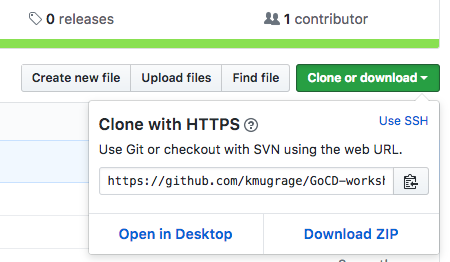 0 releases
1 contributor
Create new file
Upload files
Find file
Clone or download
Clone with HTTPS
Use SSH
Use Git or checkout with SVN using the web URL.
https://github.com/kmugrage/GoCD-worksh
Open in Desktop
Download ZIP